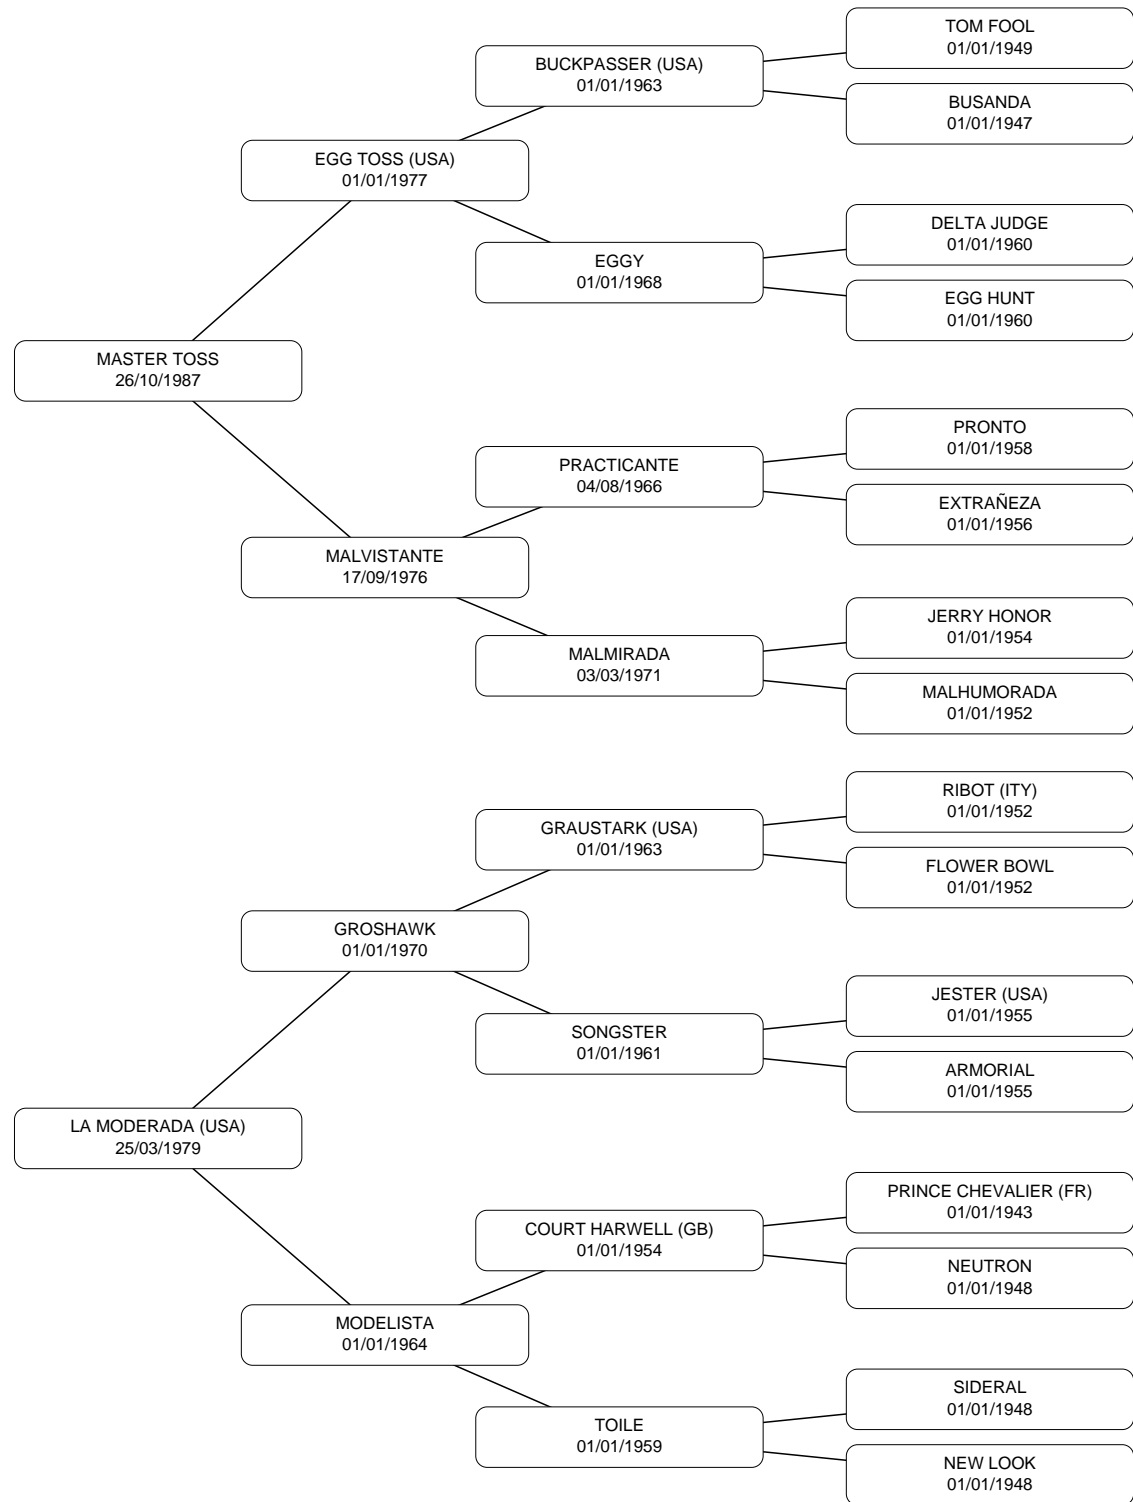 TOM FOOL
01/01/1949
BUCKPASSER (USA)
01/01/1963
BUSANDA
01/01/1947
EGG TOSS (USA)
01/01/1977
DELTA JUDGE
01/01/1960
EGGY
01/01/1968
EGG HUNT
01/01/1960
MASTER TOSS
26/10/1987
PRONTO
01/01/1958
PRACTICANTE
04/08/1966
EXTRAÑEZA
01/01/1956
MALVISTANTE
17/09/1976
JERRY HONOR
01/01/1954
MALMIRADA
03/03/1971
MALHUMORADA
01/01/1952
RIBOT (ITY)
01/01/1952
GRAUSTARK (USA)
01/01/1963
FLOWER BOWL
01/01/1952
GROSHAWK
01/01/1970
JESTER (USA)
01/01/1955
SONGSTER
01/01/1961
ARMORIAL
01/01/1955
LA MODERADA (USA)
25/03/1979
PRINCE CHEVALIER (FR)
01/01/1943
COURT HARWELL (GB)
01/01/1954
NEUTRON
01/01/1948
MODELISTA
01/01/1964
SIDERAL
01/01/1948
TOILE
01/01/1959
NEW LOOK
01/01/1948